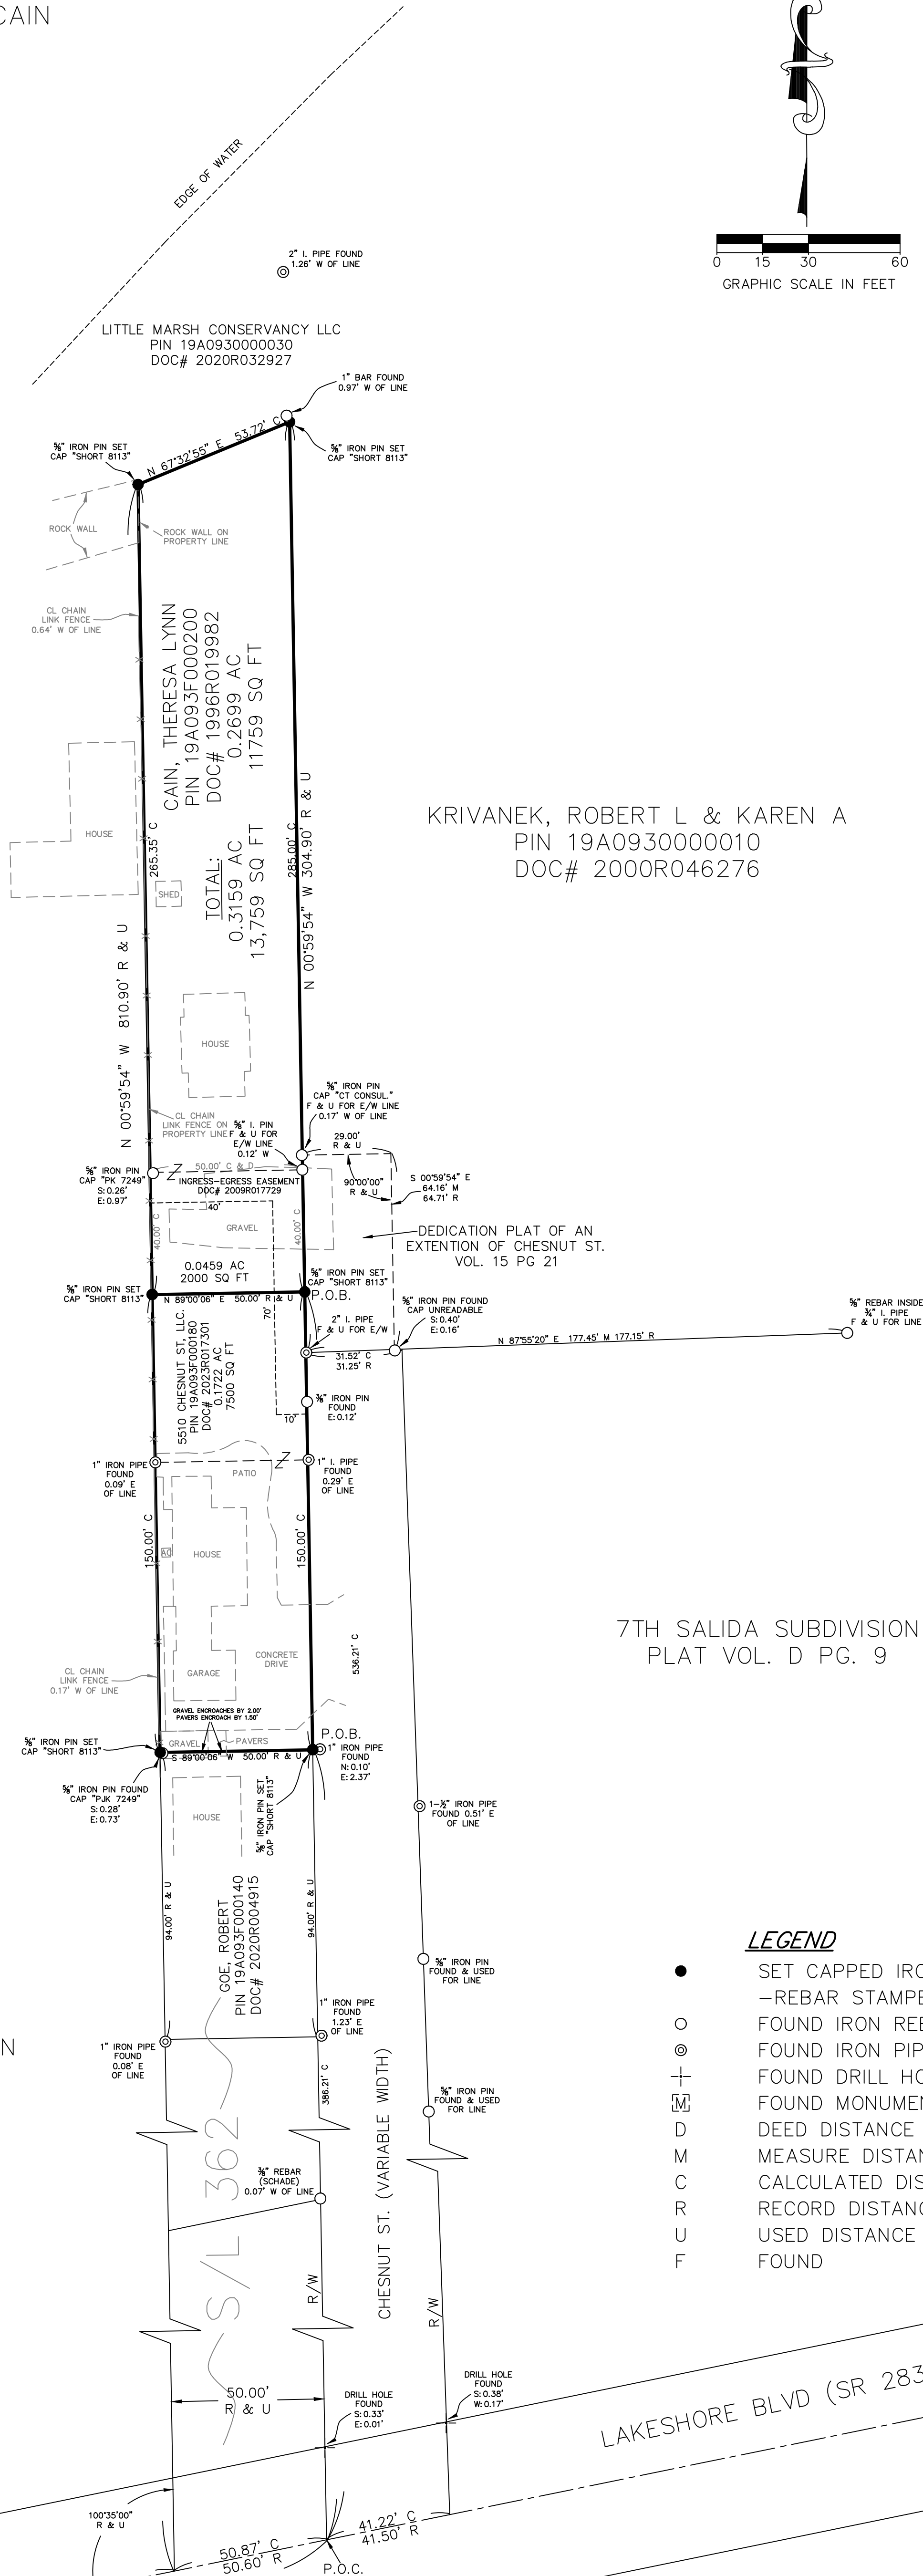 CAIN
EDGE OF WATER
0 15 30 60
GRAPHIC SCALE IN FEET
2" I. PIPE FOUND
1.26' W OF LINE
LITTLE MARSH CONSERVANCY LLC
PIN 19A0930000030
DOC# 2020R032927
1" BAR FOUND
0.97' W OF LINE
⅝" IRON PIN SET
CAP "SHORT 8113"
N 67°32'55" E 53.72' C
⅝" IRON PIN SET
CAP "SHORT 8113"
ROCK WALL
ROCK WALL ON
PROPERTY LINE
CL CHAIN
LINK FENCE
0.64' W OF LINE
CAIN, THERESA LYNN
PIN 19A093F000200
DOC# 1996R019982
0.2699 AC
11759 SQ FT
TOTAL:
0.3159 AC
13,759 SQ FT
265.35' C
285.00' C
N 00°59'54" W 304.90' R & U
N 00°59'54" W 810.90' R & U
HOUSE
SHED
KRIVANEK, ROBERT L & KAREN A
PIN 19A0930000010
DOC# 2000R046276
HOUSE
CL CHAIN
LINK FENCE ON
PROPERTY LINE
⅝" IRON PIN
CAP "CT CONSUL."
F & U FOR E/W LINE
0.17' W OF LINE
⅝" I. PIN
F & U FOR
E/W LINE
0.12' W
29.00'
R & U
90°00'00"
R & U
S 00°59'54" E
64.16' M
64.71' R
⅝" IRON PIN
CAP "PK 7249"
S: 0.26'
E: 0.97'
50.00' C & D
INGRESS-EGRESS EASEMENT
DOC# 2009R017729
40'
40.00' C
40.00' C
GRAVEL
DEDICATION PLAT OF AN
EXTENTION OF CHESNUT ST.
VOL. 15 PG 21
0.0459 AC
2000 SQ FT
⅝" IRON PIN SET
CAP "SHORT 8113"
⅝" IRON PIN SET
CAP "SHORT 8113"
N 89°00'06" E 50.00' R & U
P.O.B.
70'
2" I. PIPE
F & U FOR E/W
⅝" IRON PIN FOUND
CAP UNREADABLE
S: 0.40'
E: 0.16'
N 87°55'20" E 177.45' M 177.15' R
⅝" REBAR INSIDE
¾" I. PIPE
F & U FOR LINE
31.52' C
31.25' R
5510 CHESNUT ST, LLC.
PIN 19A093F000180
DOC# 2023R017301
0.1722 AC
7500 SQ FT
⅜" IRON PIN
FOUND
E: 0.12'
10'
1" IRON PIPE
FOUND
0.09' E
OF LINE
1" I. PIPE
FOUND
0.29' E
OF LINE
PATIO
150.00' C
150.00' C
AC
HOUSE
CONCRETE
DRIVE
536.21' C
7TH SALIDA SUBDIVISION
PLAT VOL. D PG. 9
CL CHAIN
LINK FENCE
0.17' W OF LINE
GARAGE
GRAVEL ENCROACHES BY 2.00'
PAVERS ENCROACH BY 1.50'
GRAVEL
PAVERS
P.O.B.
⅝" IRON PIN SET
CAP "SHORT 8113"
S 89°00'06" W 50.00' R & U
1" IRON PIPE
FOUND
N: 0.10'
E: 2.37'
⅝" IRON PIN FOUND
CAP "PJK 7249"
S: 0.28'
E: 0.73'
HOUSE
⅝" IRON PIN SET
CAP "SHORT 8113"
1-½" IRON PIPE
FOUND 0.51' E
OF LINE
94.00' R & U
94.00' R & U
GOE, ROBERT
PIN 19A093F000140
DOC# 2020R004915
⅝" IRON PIN
FOUND & USED
FOR LINE
1" IRON PIPE
FOUND
1.23' E
OF LINE
1" IRON PIPE
FOUND
0.08' E
OF LINE
N
386.21' C
⅝" IRON PIN
FOUND & USED
FOR LINE
CHESNUT ST. (VARIABLE WIDTH)
S/L 362
⅜" REBAR
(SCHADE)
0.07' W OF LINE
R/W
R/W
LEGEND
SET CAPPED IRO
-REBAR STAMPE
FOUND IRON REB
FOUND IRON PIP
FOUND DRILL HO
M FOUND MONUMEN
D DEED DISTANCE
M MEASURE DISTAN
C CALCULATED DIS
R RECORD DISTANC
U USED DISTANCE
F FOUND
50.00'
R & U
DRILL HOLE
FOUND
S: 0.33'
E: 0.01'
DRILL HOLE
FOUND
S: 0.38'
W: 0.17'
LAKESHORE BLVD (SR 283
100°35'00"
R & U
50.87' C
50.60' R
41.22' C
41.50' R
P.O.C.